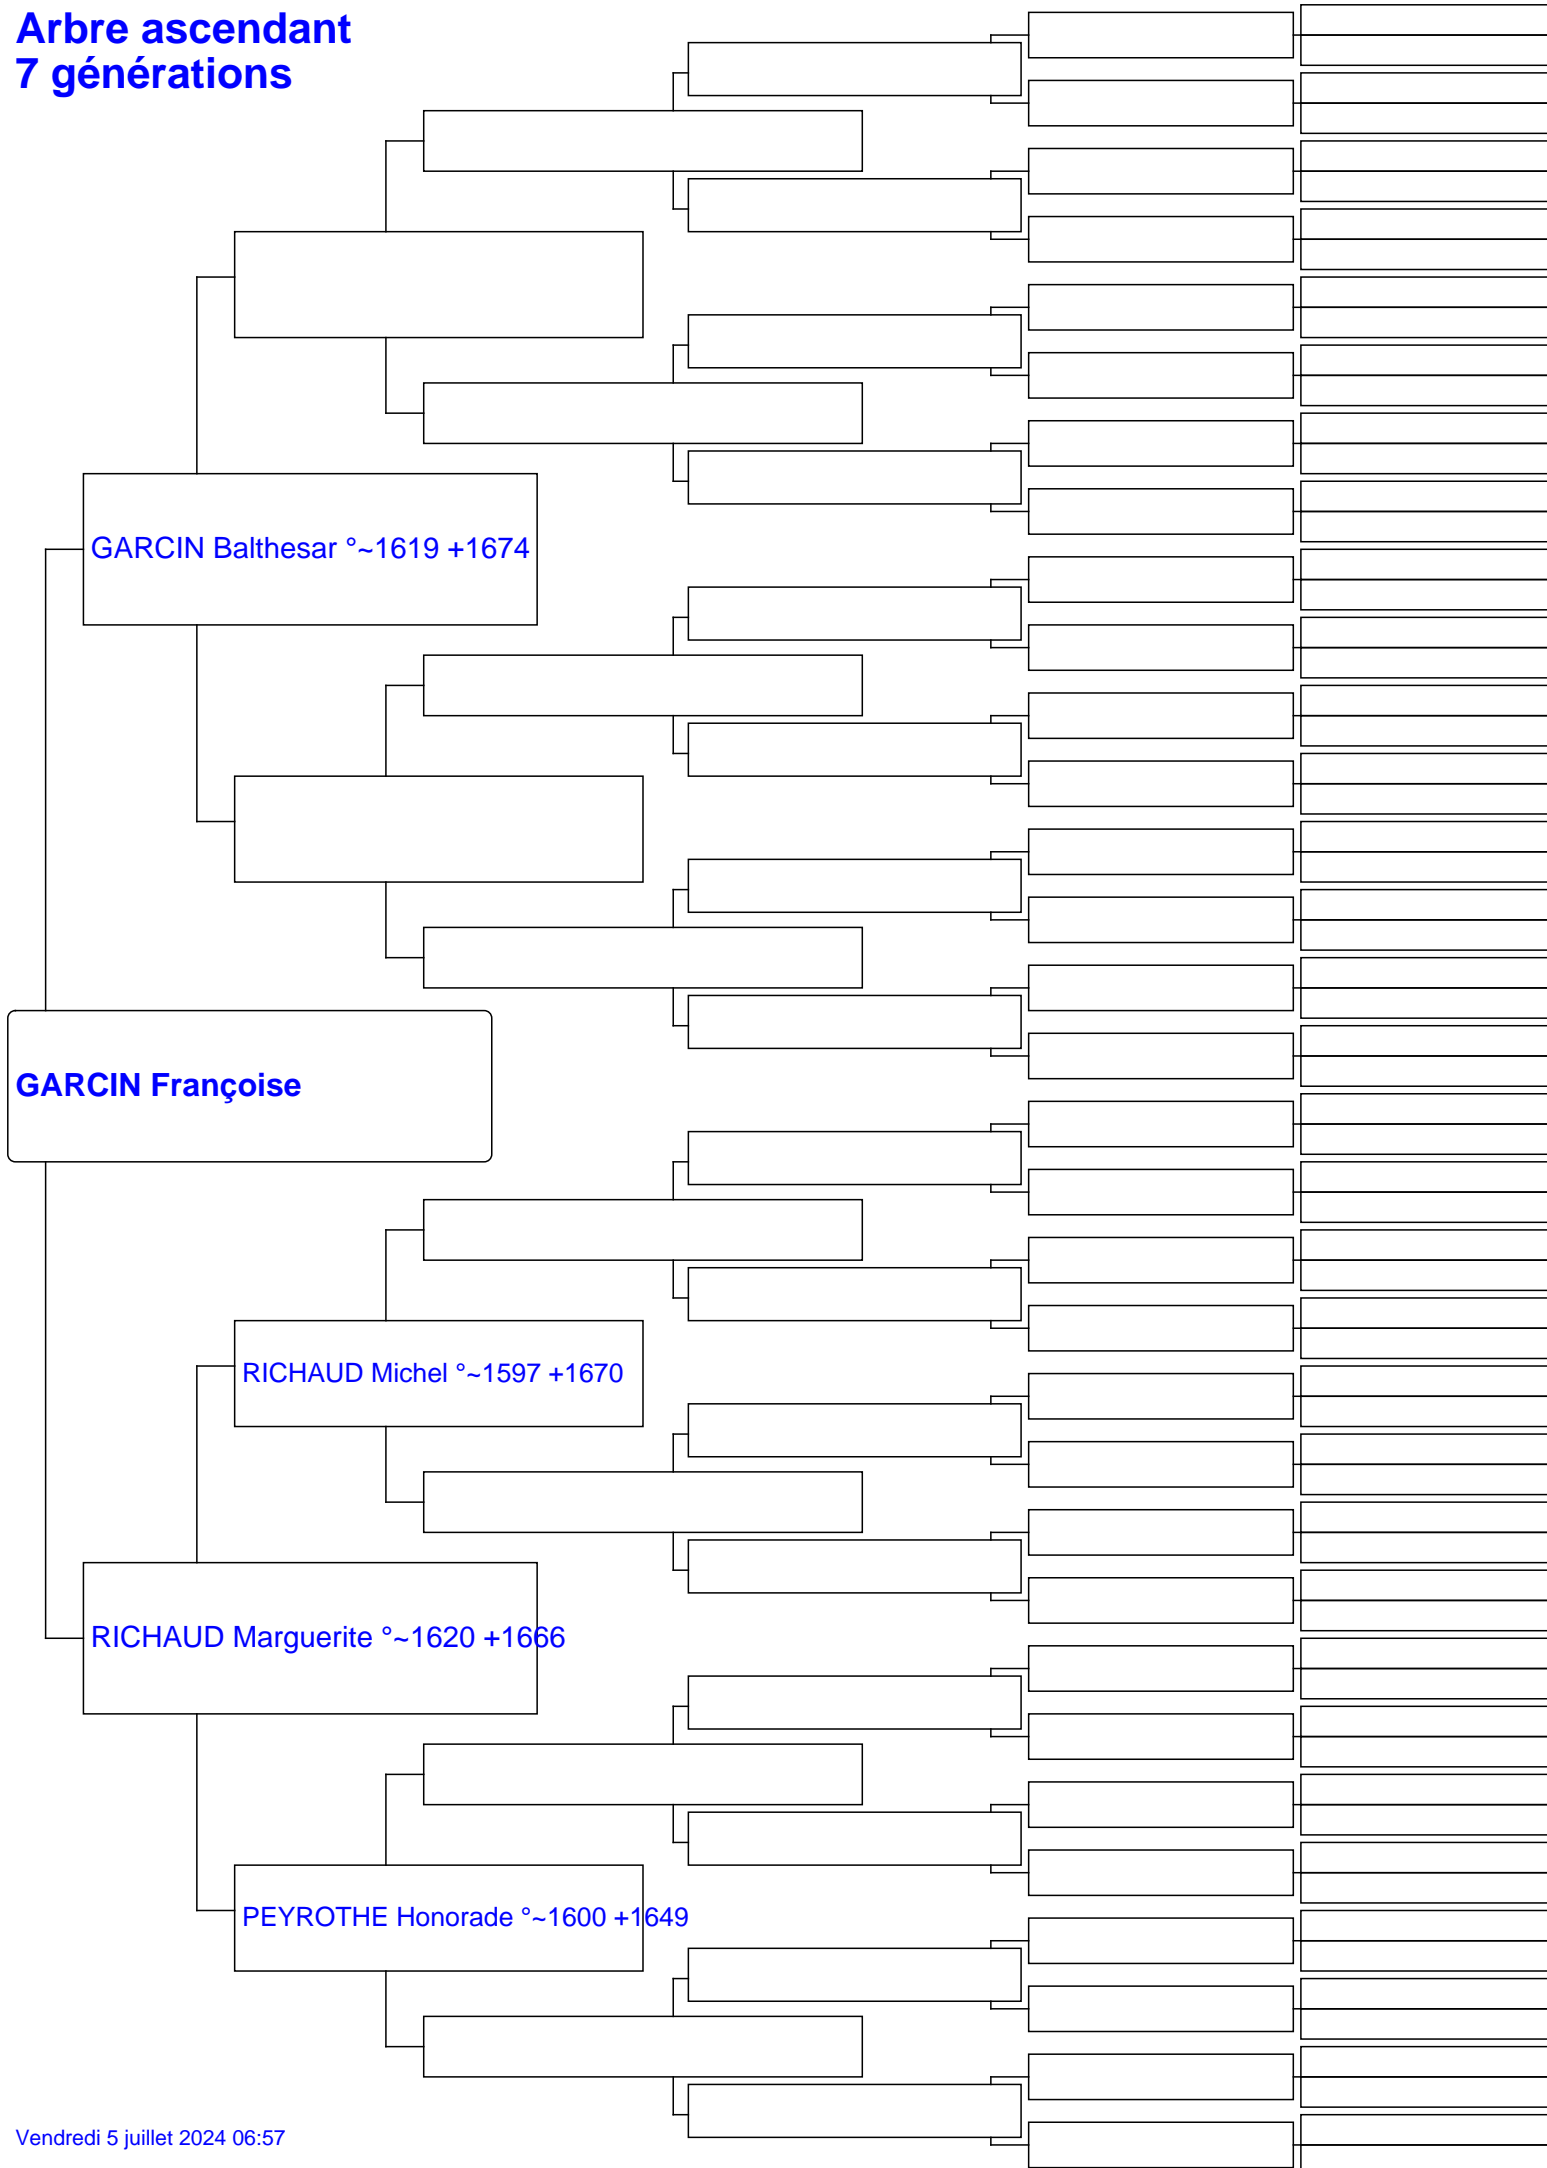 Arbre ascendant
7 générations
GARCIN Balthesar °~1619 +1674
GARCIN Françoise
RICHAUD Michel °~1597 +1670
RICHAUD Marguerite °~1620 +1666
PEYROTHE Honorade °~1600 +1649
Vendredi 5 juillet 2024 06:57